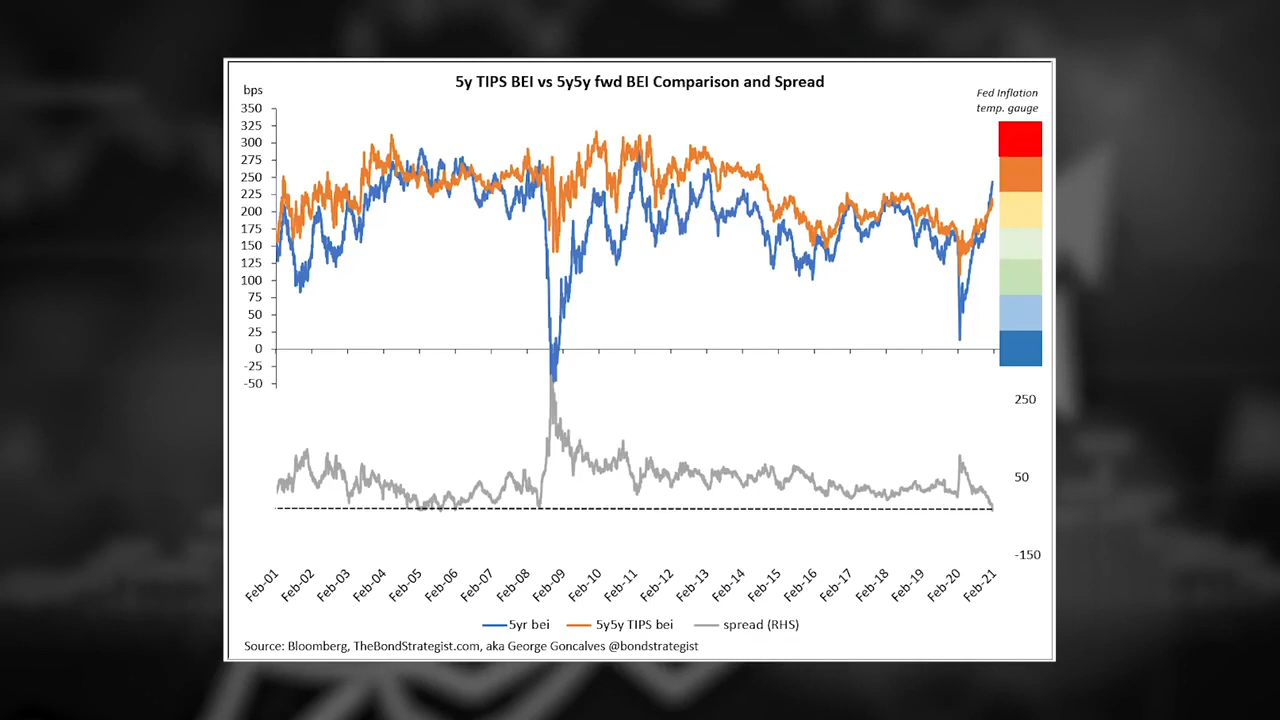 5y TIPS BEI vs 5y5y fwd BEI Comparison and Spread
bps
Fed Inflation
temp. gauge
350
325
300
275
250
225
200
175
150
125
100
75
50
25
0
-25
-50
250
50
-150
Feb-01
Feb-02
Feb-03
Feb-04
Feb-05
Feb-06
Feb-07
Feb-08
Feb-09
Feb-10
Feb-11
Feb-12
Feb-13
Feb-14
Feb-15
Feb-16
Feb-17
Feb-18
Feb-19
Feb-20
Feb-21
5yr bei
5y5y TIPS bei
spread (RHS)
Source: Bloomberg, TheBondStrategist.com, aka George Goncalves @bondstrategist